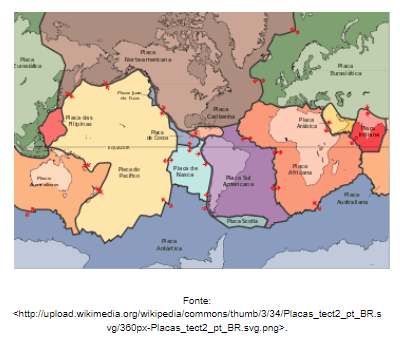 Placa
Norteamericana
Placa
Eurasiática
Placa
Eurasiática
Placa Juan
de Fuca
Placa das
Filipinas
Placa
Caribenha
Placa
de Cocos
Placa
Arábica
Placa
Indiana
EQUADOR
Placa
Australiana
Placa do
Pacífico
Placa de
Nazca
Placa Sul
Americana
Placa
Africana
Placa
Australiana
Placa Scotia
Placa
Antártica
Fonte:
<http://upload.wikimedia.org/wikipedia/commons/thumb/3/34/Placas_tect2_pt_BR.s
vg/360px-Placas_tect2_pt_BR.svg.png>.